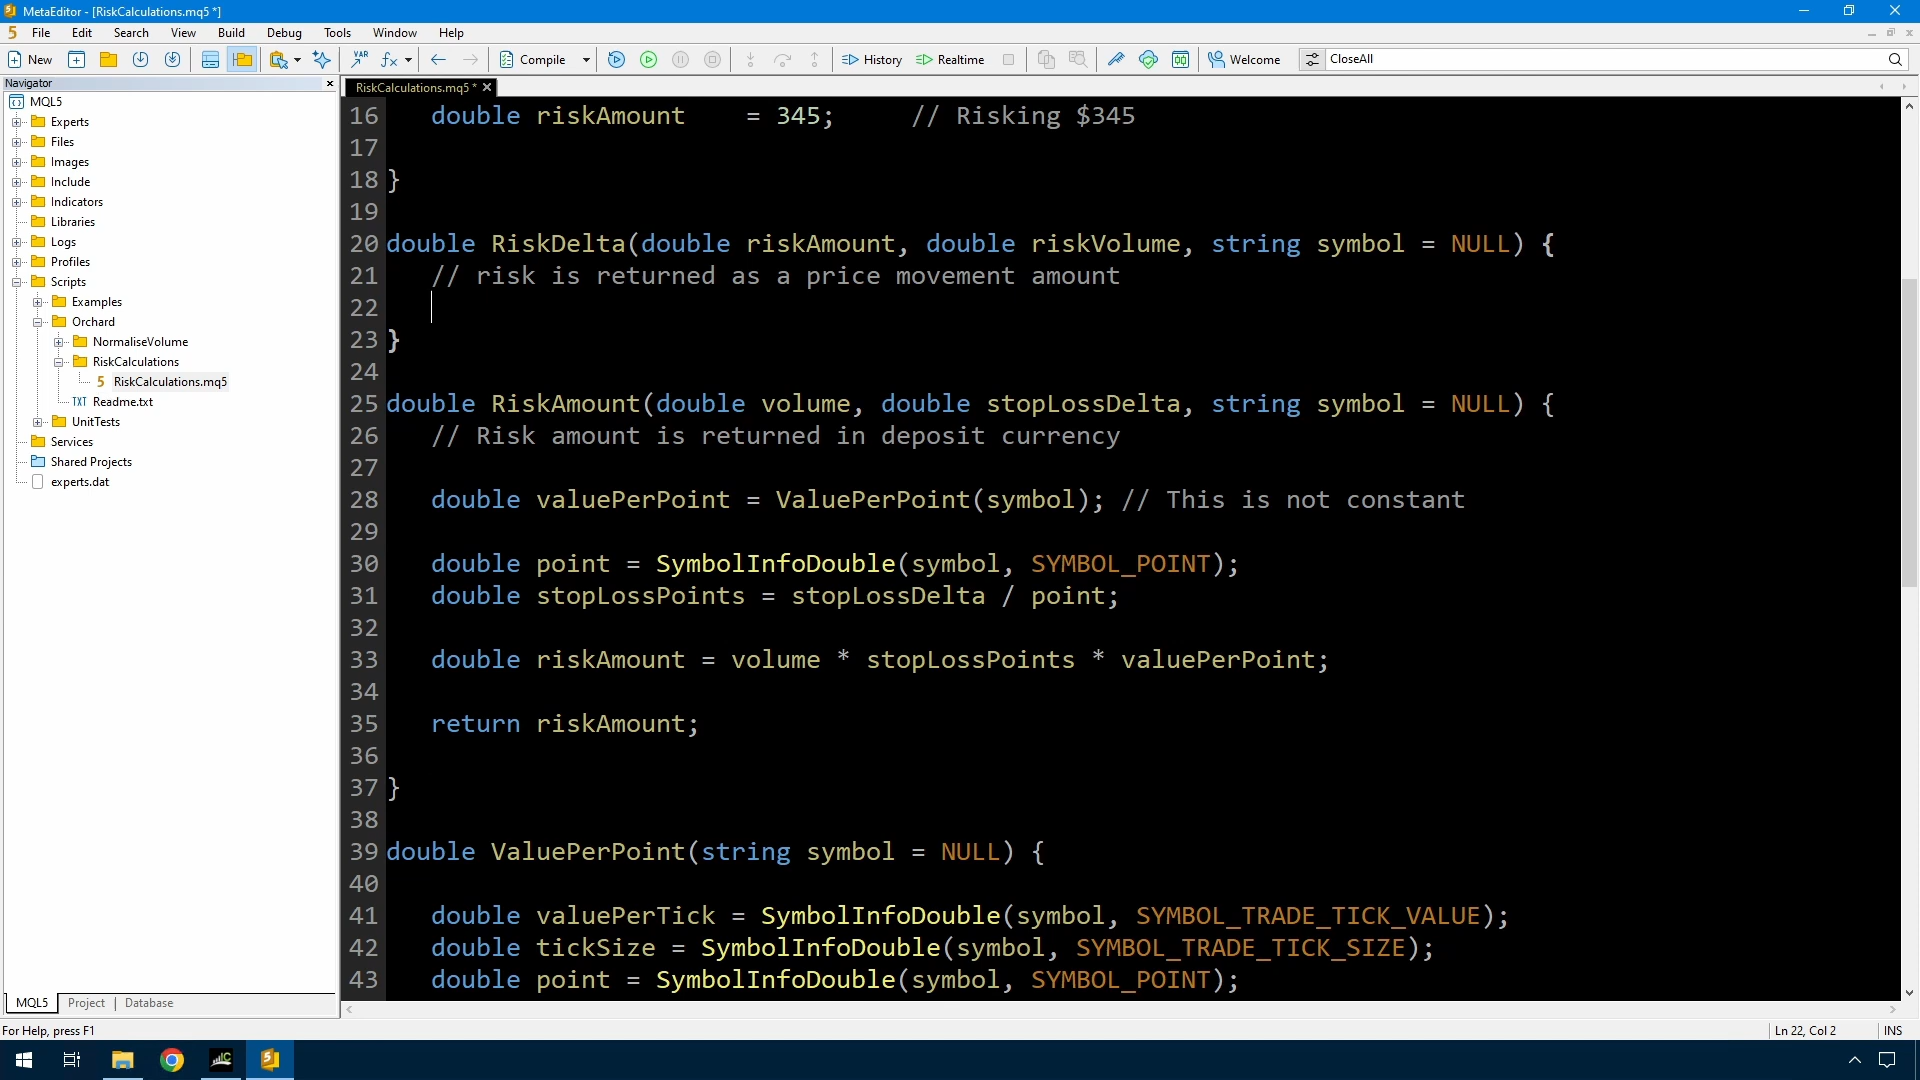 MetaEditor - [RiskCalculations.mq5 *]
File Edit Search View Build Debug Tools Window Help
New VAR Compile History Realtime Welcome CloseAll
Navigator
RiskCalculations.mq5 *
MQL5
Experts
Files
Images
Include
Indicators
Libraries
Logs
Profiles
Scripts
Examples
Orchard
NormaliseVolume
RiskCalculations
5 RiskCalculations.mq5
TXT Readme.txt
UnitTests
Services
Shared Projects
experts.dat
16 double riskAmount = 345; // Risking $345
17
18 }
19
20 double RiskDelta(double riskAmount, double riskVolume, string symbol = NULL) {
21 // risk is returned as a price movement amount
22
23 }
24
25 double RiskAmount(double volume, double stopLossDelta, string symbol = NULL) {
26 // Risk amount is returned in deposit currency
27
28 double valuePerPoint = ValuePerPoint(symbol); // This is not constant
29
30 double point = SymbolInfoDouble(symbol, SYMBOL_POINT);
31 double stopLossPoints = stopLossDelta / point;
32
33 double riskAmount = volume * stopLossPoints * valuePerPoint;
34
35 return riskAmount;
36
37 }
38
39 double ValuePerPoint(string symbol = NULL) {
40
41 double valuePerTick = SymbolInfoDouble(symbol, SYMBOL_TRADE_TICK_VALUE);
42 double tickSize = SymbolInfoDouble(symbol, SYMBOL_TRADE_TICK_SIZE);
43 double point = SymbolInfoDouble(symbol, SYMBOL_POINT);
MQL5 Project | Database
For Help, press F1
Ln 22, Col 2 INS